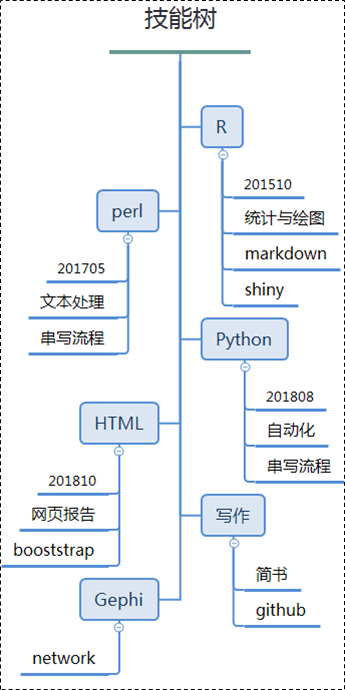 技能树
R
201510
统计与绘图
markdown
shiny
perl
201705
文本处理
串写流程
Python
201808
自动化
串写流程
HTML
201810
网页报告
booststrap
写作
简书
github
Gephi
network